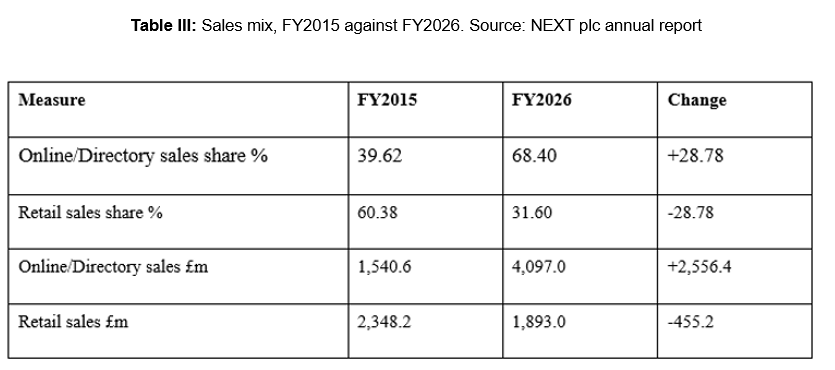 Table III: Sales mix, FY2015 against FY2026. Source: NEXT plc annual report
Measure FY2015 FY2026 Change
Online/Directory sales share % 39.62 68.40 +28.78
Retail sales share % 60.38 31.60 -28.78
Online/Directory sales £m 1,540.6 4,097.0 +2,556.4
Retail sales £m 2,348.2 1,893.0 -455.2